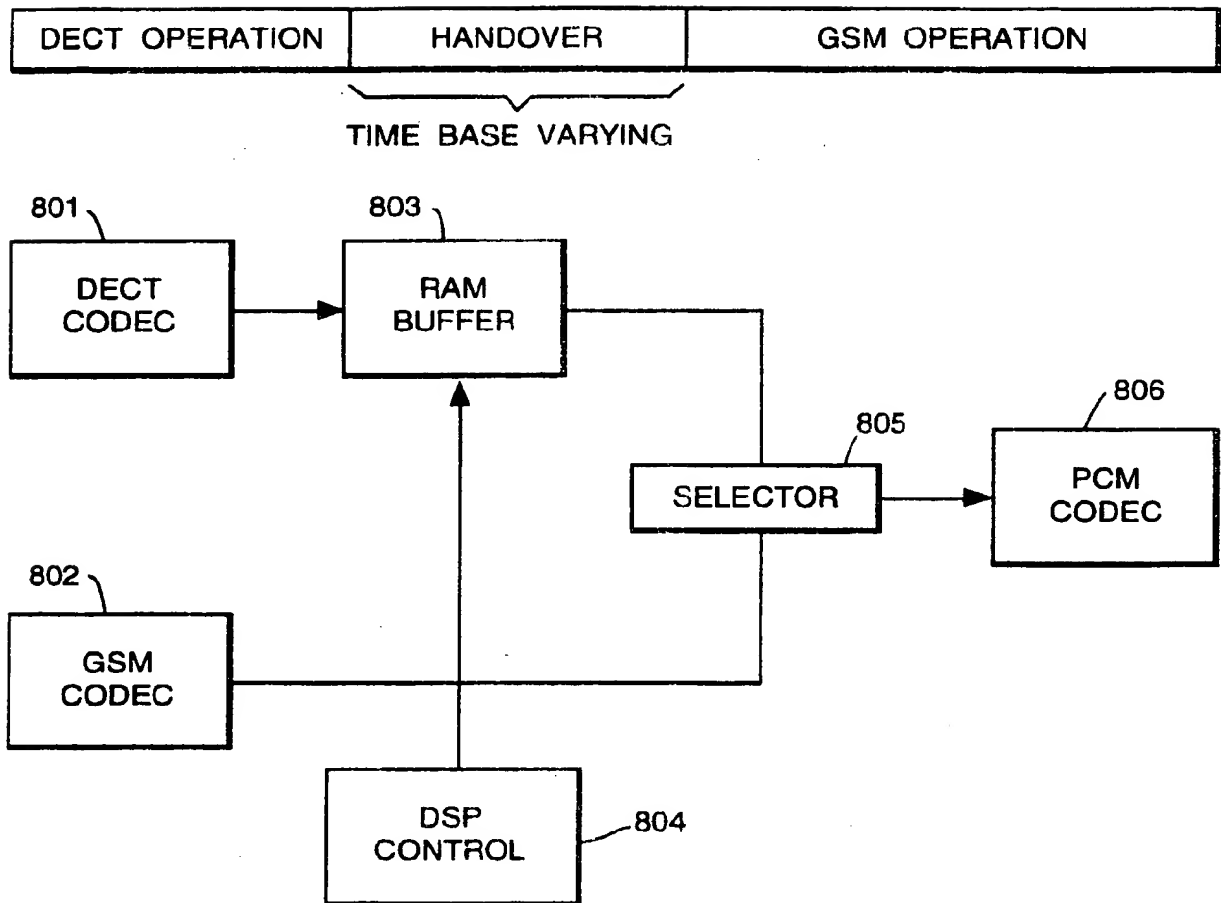 DECT OPERATION
HANDOVER
GSM OPERATION
TIME BASE VARYING
801
DECT
CODEC
803
RAM
BUFFER
805
SELECTOR
806
PCM
CODEC
802
GSM
CODEC
DSP
CONTROL
804